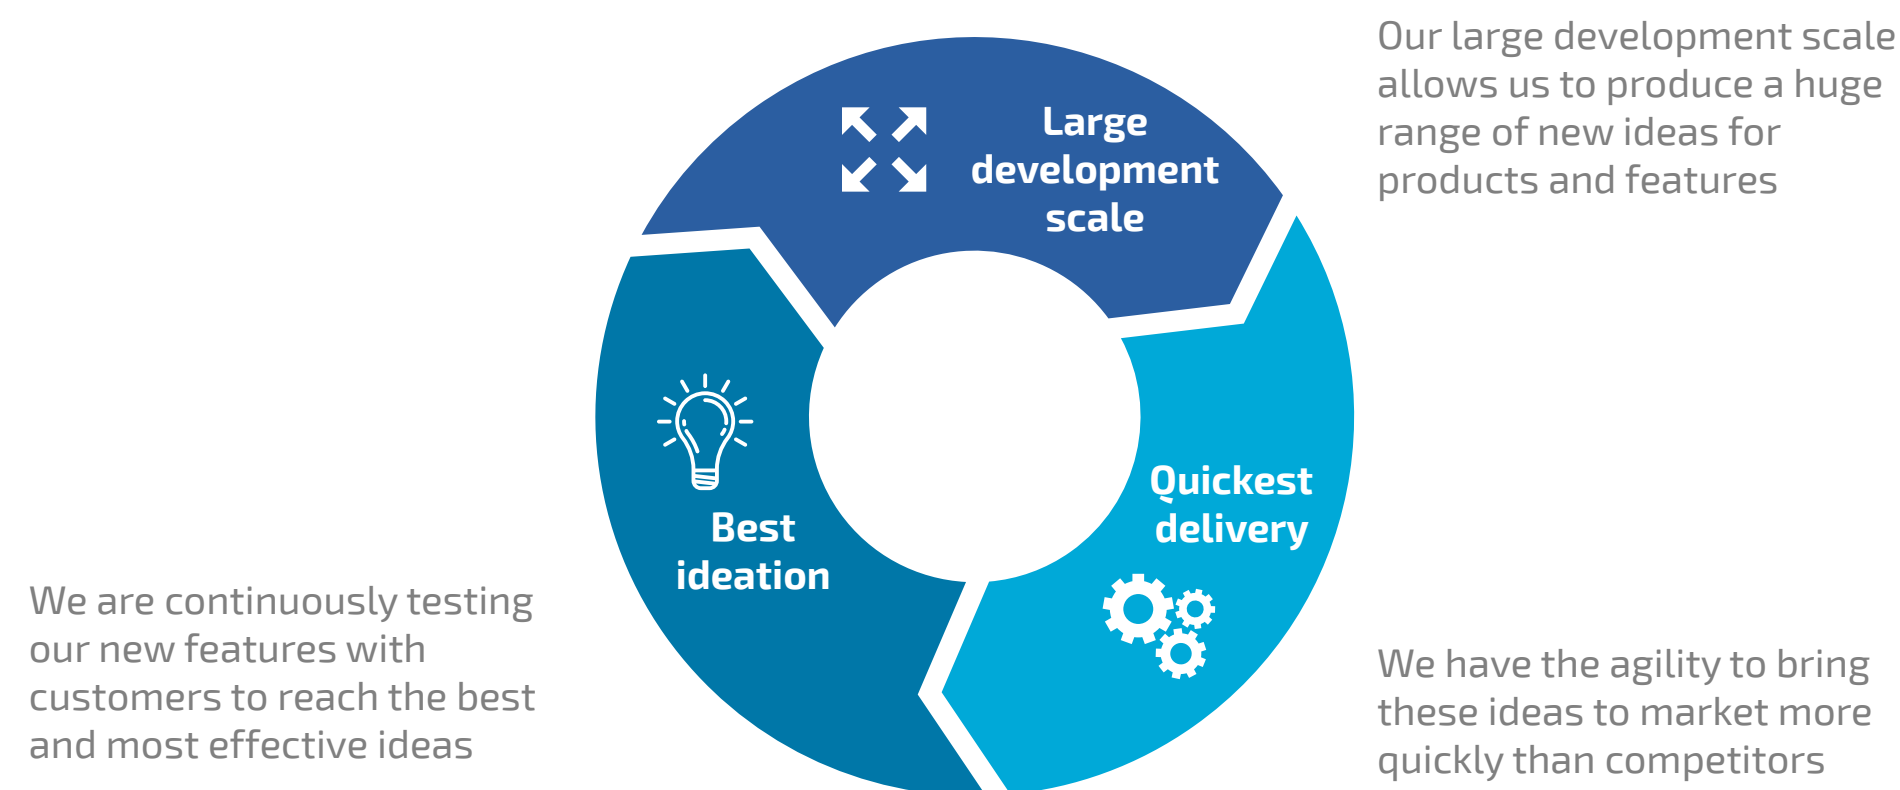 Our large development scale
allows us to produce a huge
range of new ideas for
products and features
Large
development
scale
Quickest
delivery
Best
ideation
We are continuously testing
our new features with
customers to reach the best
and most effective ideas
We have the agility to bring
these ideas to market more
quickly than competitors